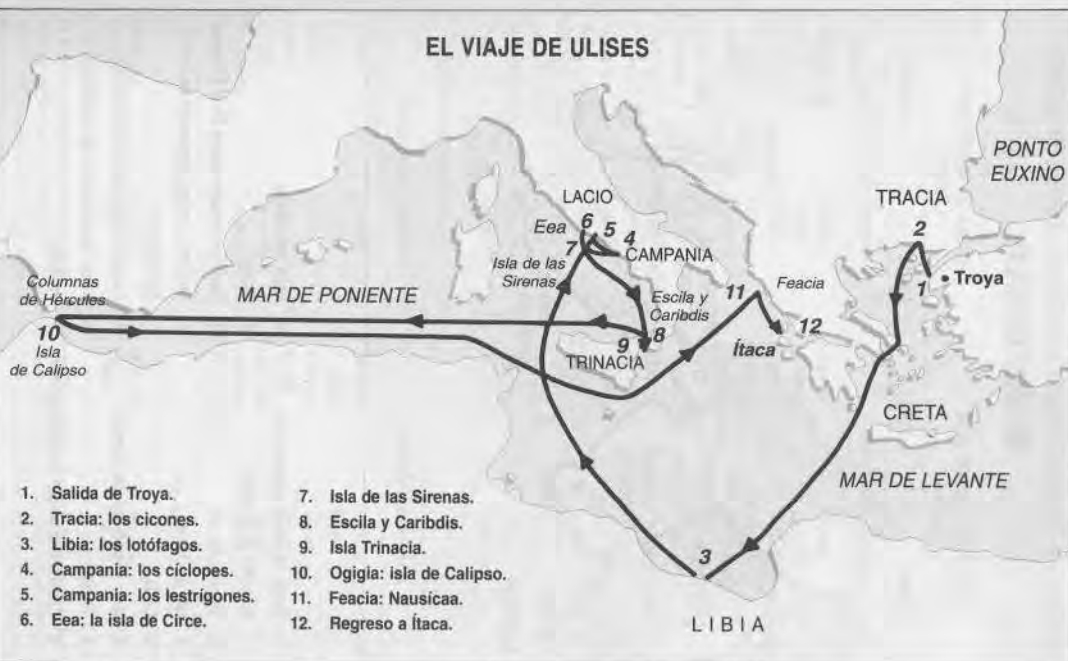 EL VIAJE DE ULISES
PONTO
EUXINO
TRACIA
LACIO
Eea
6
5
4
CAMPANIA
7
Isla de las
Sirenas
2
1
Troya
Columnas
de Hércules
MAR DE PONIENTE
Escila y
Caribdis
11
Feacia
12
Ítaca
10
Isla
de Calipso
9
8
TRINACIA
CRETA
MAR DE LEVANTE
3
LIBIA
1. Salida de Troya.
2. Tracia: los cicones.
3. Libia: los lotófagos.
4. Campania: los cíclopes.
5. Campania: los lestrígones.
6. Eea: la isla de Circe.
7. Isla de las Sirenas.
8. Escila y Caribdis.
9. Isla Trinacia.
10. Ogigia: isla de Calipso.
11. Feacia: Nausícaa.
12. Regreso a Ítaca.